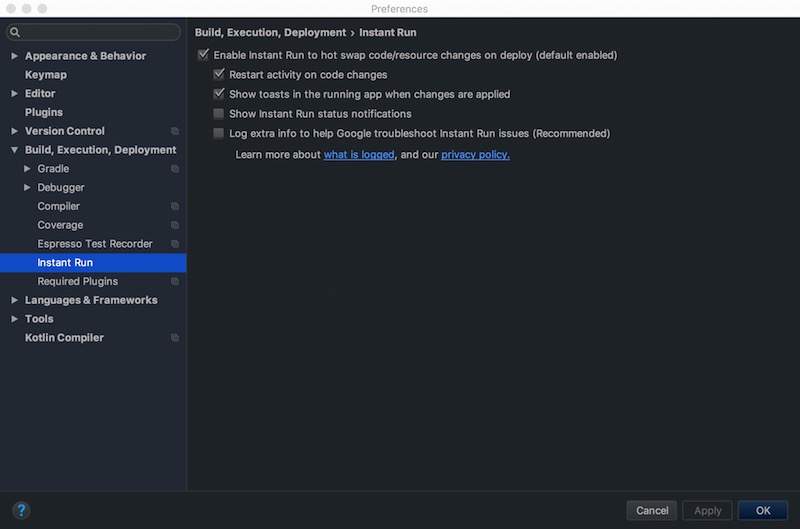 Preferences
Appearance & Behavior
Keymap
Editor
Plugins
Version Control
Build, Execution, Deployment
Gradle
Debugger
Compiler
Coverage
Espresso Test Recorder
Instant Run
Required Plugins
Languages & Frameworks
Tools
Kotlin Compiler
Build, Execution, Deployment › Instant Run
Enable Instant Run to hot swap code/resource changes on deploy (default enabled)
Restart activity on code changes
Show toasts in the running app when changes are applied
Show Instant Run status notifications
Log extra info to help Google troubleshoot Instant Run issues (Recommended)
Learn more about what is logged, and our privacy policy.
?
Cancel
Apply
OK